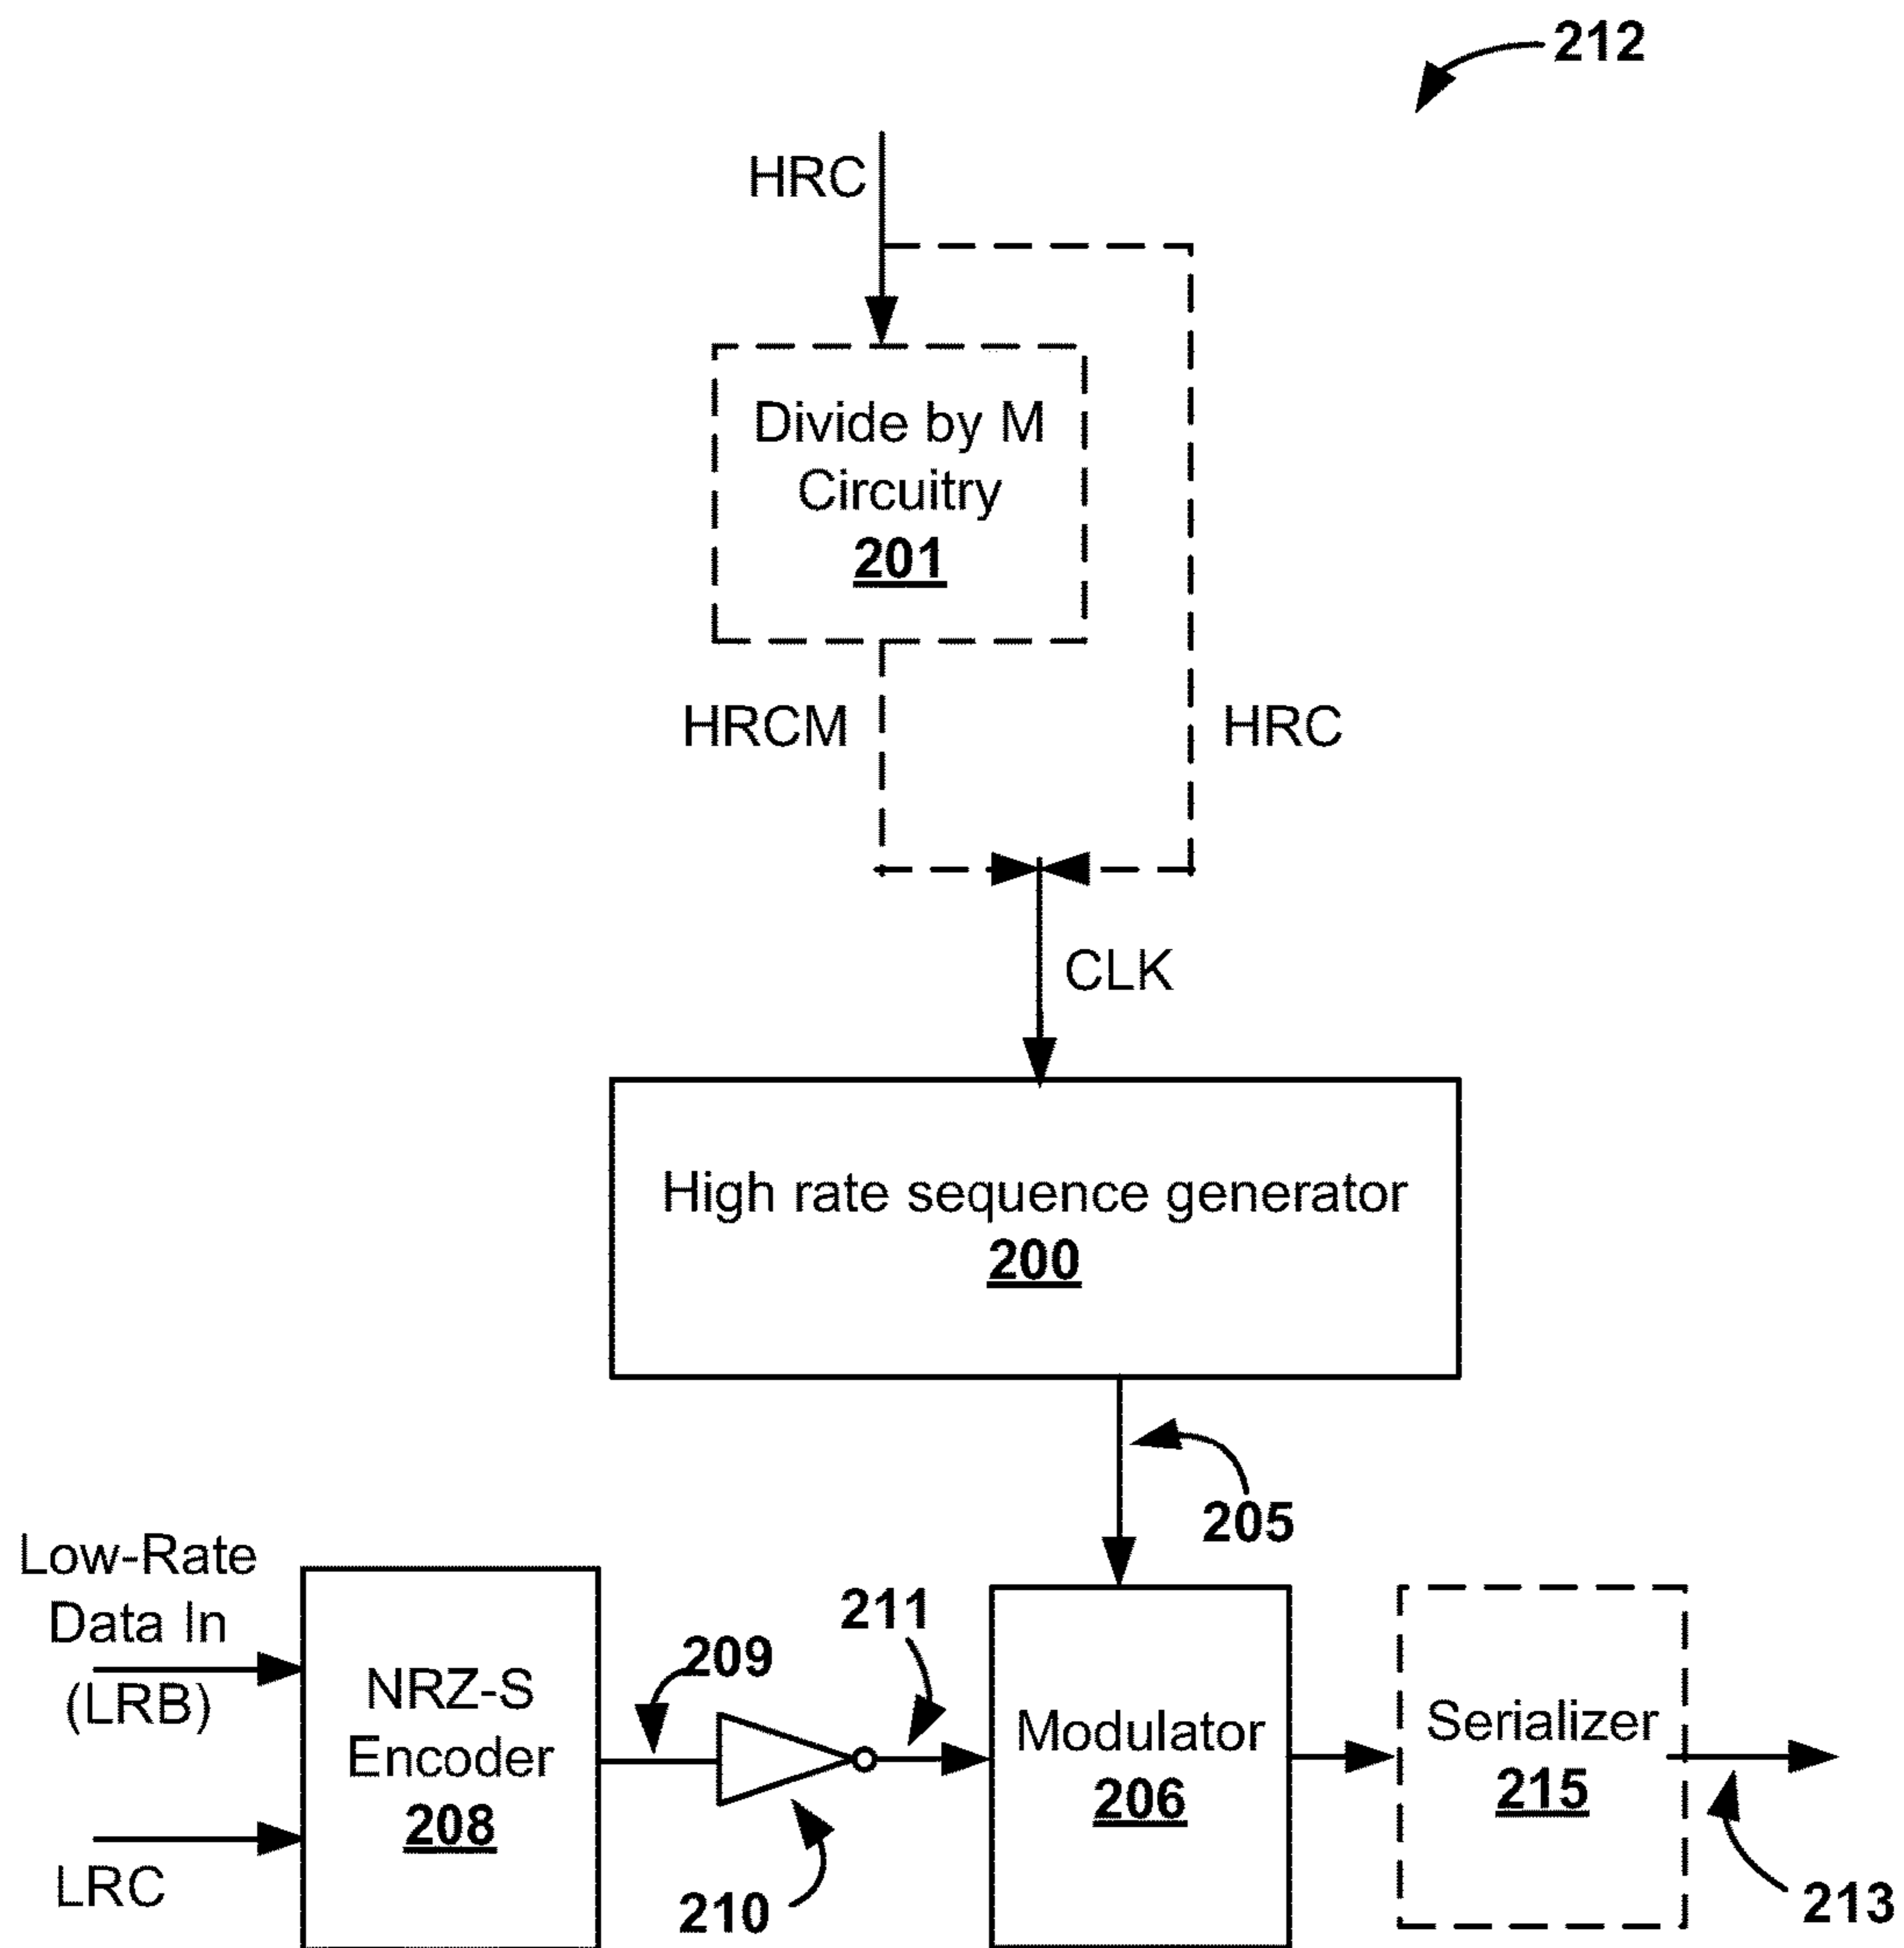 212
HRC
Divide by M
Circuitry
201
HRCM
HRC
CLK
High rate sequence generator
200
205
Low-Rate
Data In
(LRB)
LRC
NRZ-S
Encoder
208
209
210
211
Modulator
206
Serializer
215
213